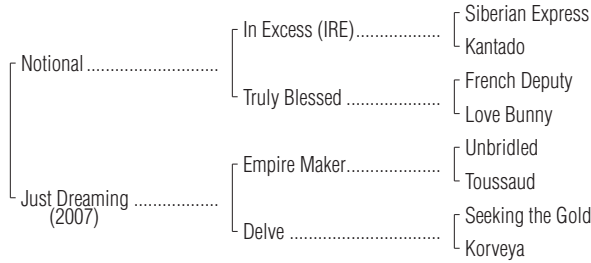 Siberian Express
In Excess (IRE)....................
Kantado
Notional ................................
French Deputy
Truly Blessed .......................
Love Bunny
Unbridled
Empire Maker.......................
Toussaud
Just Dreaming .....................
(2007)
Seeking the Gold
Delve .....................................
Korveya